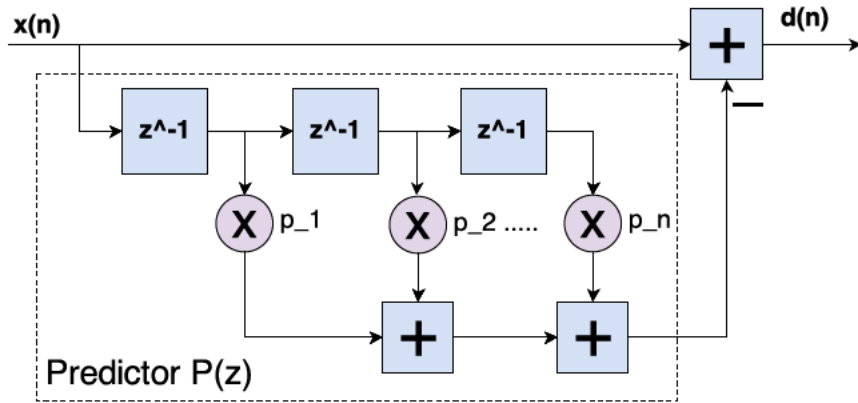 x(n)
d(n)
z^-1
z^-1
z^-1
X
p_1
X
p_2 .....
X
p_n
+
+
+
−
Predictor P(z)